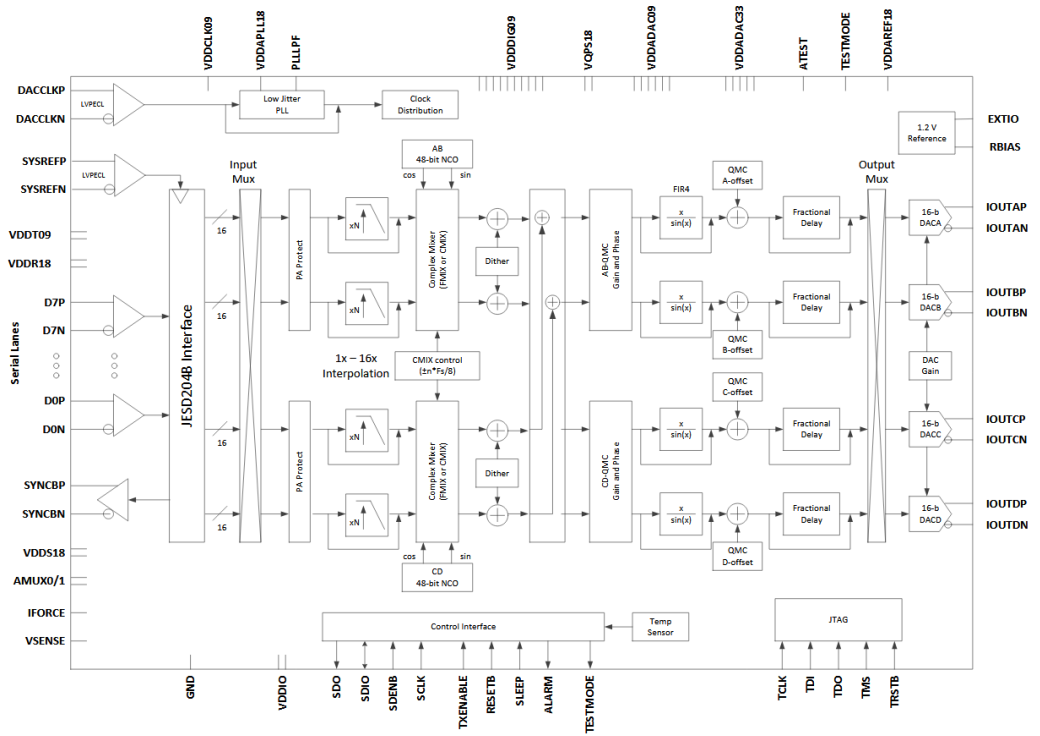 VDDCLK09
VDDAPLL18
PLLLPF
VDDDIG09
VQPS18
VDDADAC09
VDDADAC33
ATEST
TESTMODE
VDDAREF18
DACCLKP
DACCLKN
LVPECL
Low Jitter
PLL
Clock
Distribution
1.2 V
Reference
EXTIO
RBIAS
SYSREFP
SYSREFN
LVPECL
Input
Mux
AB
48-bit NCO
cos
sin
QMC
A-offset
Output
Mux
VDDT09
VDDR18
Serial Lanes
D7P
D7N
D0P
D0N
SYNCBP
SYNCBN
VDDS18
AMUX0/1
IFORCE
VSENSE
JESD204B Interface
16
16
16
16
PA Protect
PA Protect
xN
xN
xN
xN
1x – 16x
Interpolation
Complex Mixer
(FMIX or CMIX)
CMIX control
(±n*Fs/8)
Complex Mixer
(FMIX or CMIX)
cos
sin
CD
48-bit NCO
Dither
Dither
AB-QMC
Gain and Phase
CD-QMC
Gain and Phase
FIR4
x
sin(x)
x
sin(x)
x
sin(x)
x
sin(x)
QMC
B-offset
QMC
C-offset
QMC
D-offset
Fractional
Delay
Fractional
Delay
Fractional
Delay
Fractional
Delay
16-b
DACA
16-b
DACB
DAC
Gain
16-b
DACC
16-b
DACD
IOUTAP
IOUTAN
IOUTBP
IOUTBN
IOUTCP
IOUTCN
IOUTDP
IOUTDN
Control Interface
Temp
Sensor
JTAG
GND
VDDIO
SDO
SDIO
SDENB
SCLK
TXENABLE
RESETB
SLEEP
ALARM
TESTMODE
TCLK
TDI
TDO
TMS
TRSTB